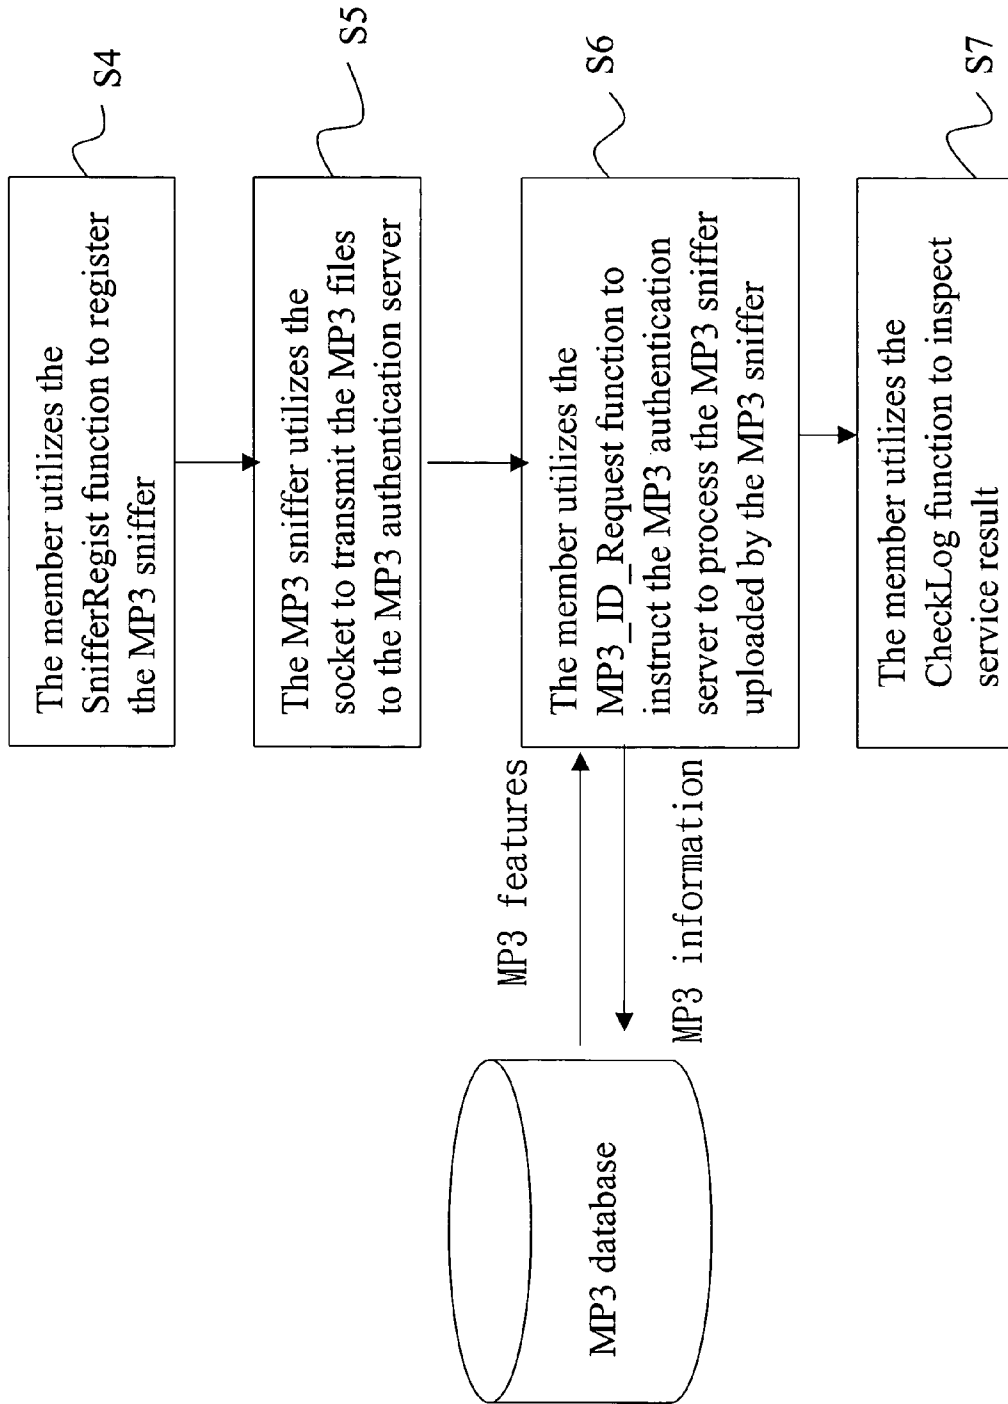 The member utilizes the
SnifferRegist function to register
the MP3 sniffer
S4
The MP3 sniffer utilizes the
socket to transmit the MP3 files
to the MP3 authentication server
S5
The member utilizes the
MP3_ID_Request function to
instruct the MP3 authentication
server to process the MP3 sniffer
uploaded by the MP3 sniffer
S6
MP3 features
MP3 information
MP3 database
The member utilizes the
CheckLog function to inspect
service result
S7